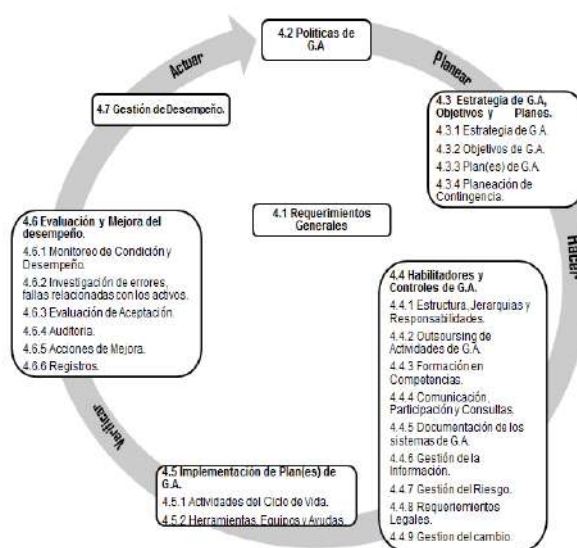 4.2 Políticas de
G.A
Planear
4.3 Estrategia de G.A,
Objetivos y Planes.
4.3.1 Estrategia de G.A.
4.3.2 Objetivos de G.A.
4.3.3 Plan(es) de G.A.
4.3.4 Planeación de
Contingencia.
Hacer
4.4 Habilitadores y
Controles de G.A.
4.4.1 Estructura, Jerarquias y
Responsabilidades.
4.4.2 Outsoursing de
Actividades de G.A.
4.4.3 Formación en
Competencias.
4.4.4 Comunicación,
Participación y Consultas.
4.4.5 Documentación de los
sistemas de G.A.
4.4.6 Gestión de la
Información.
4.4.7 Gestión del Riesgo.
4.4.8 Requeriemientos
Legales.
4.4.9 Gestion del cambio.
4.5 Implementación de Plan(es) de
G.A.
4.5.1 Actividades del Ciclo de Vida.
4.5.2 Herramientas, Equipos y Ayudas.
Verificar
4.6 Evaluación y Mejora del
desempeño.
4.6.1 Monitoreo de Condición y
Desempeño.
4.6.2 Investigación de errores,
fallas relacionadas con los activos.
4.6.3 Evaluación de Aceptación.
4.6.4 Auditoria.
4.6.5 Acciones de Mejora.
4.6.6 Registros.
4.7 Gestión de Desempeño.
Actuar
4.1 Requerimientos
Generales